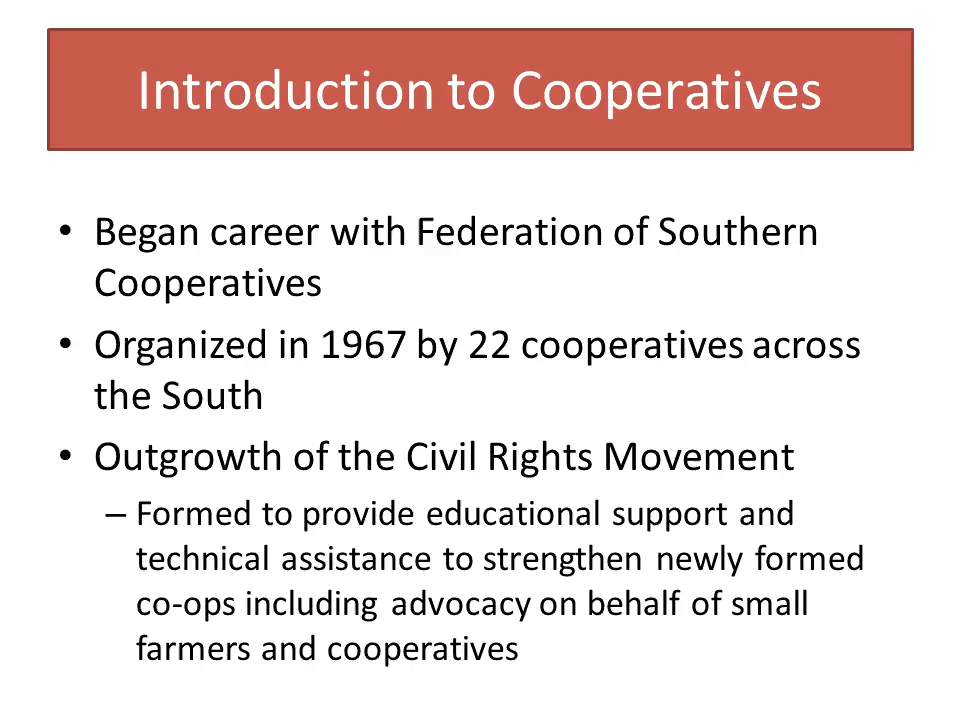 Introduction to Cooperatives
• Began career with Federation of Southern
Cooperatives
• Organized in 1967 by 22 cooperatives across
the South
• Outgrowth of the Civil Rights Movement
– Formed to provide educational support and
technical assistance to strengthen newly formed
co-ops including advocacy on behalf of small
farmers and cooperatives